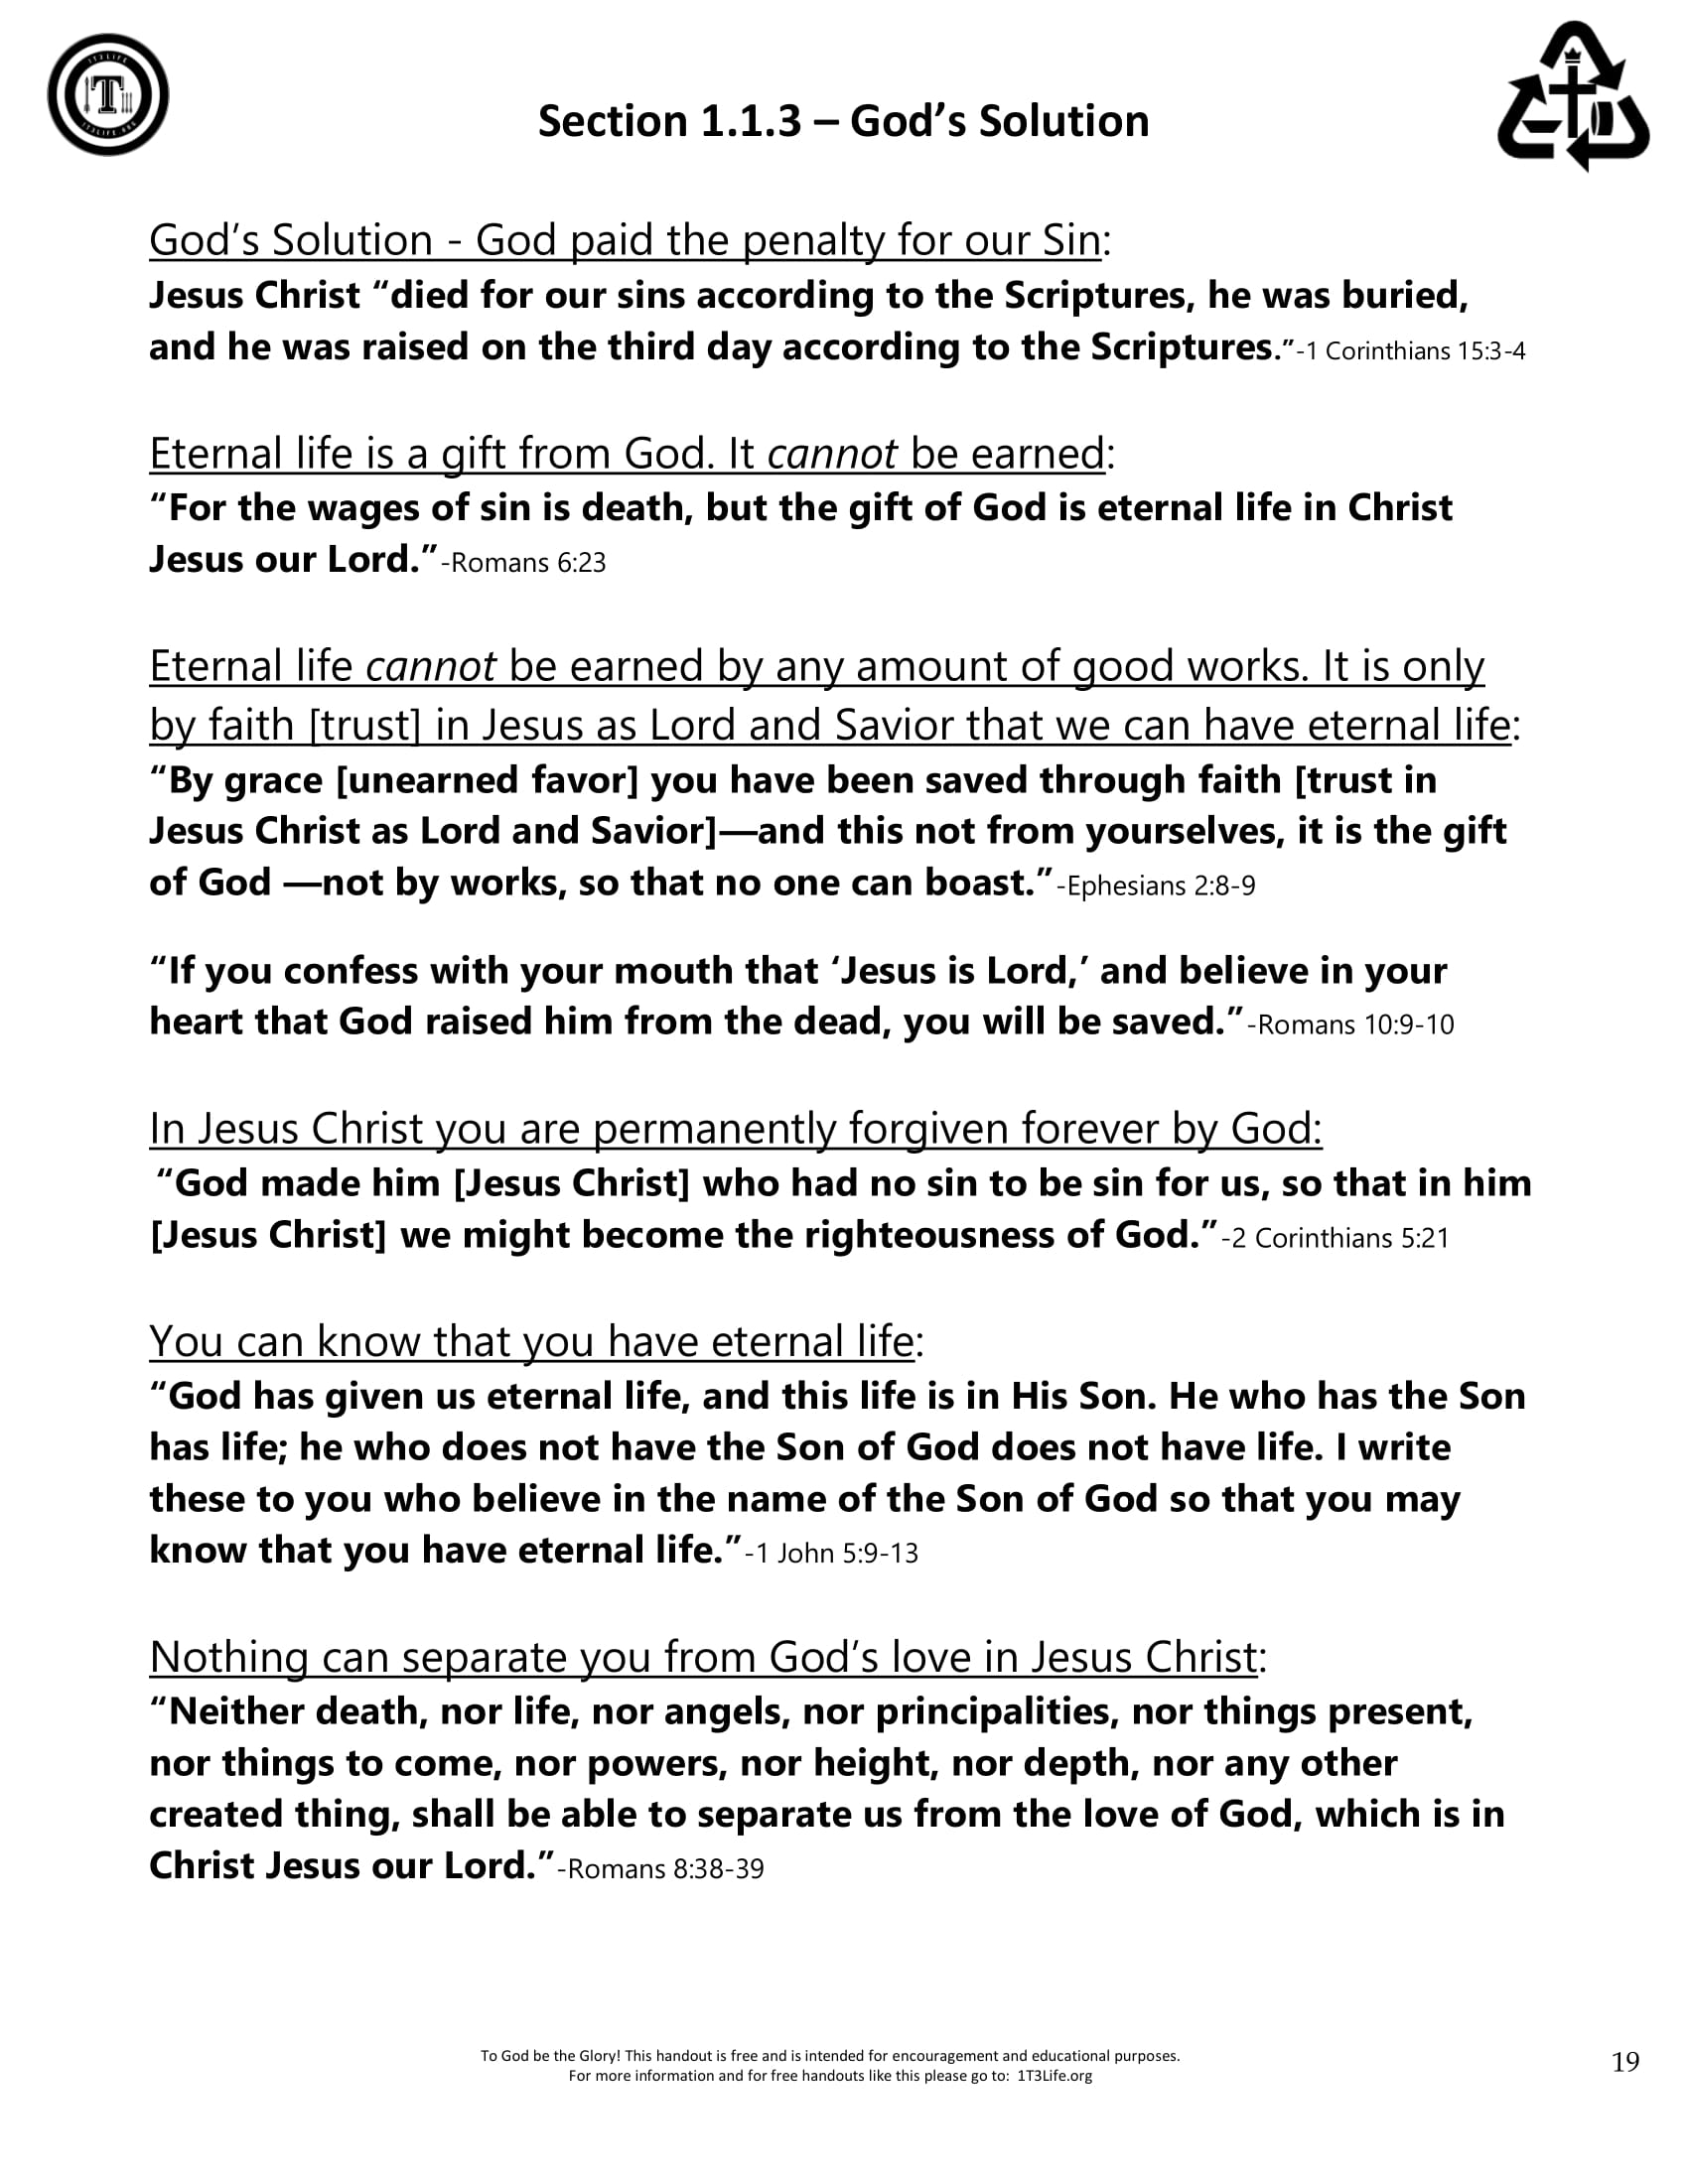 Section 1.1.3 – God’s Solution
God’s Solution - God paid the penalty for our Sin:
Jesus Christ “died for our sins according to the Scriptures, he was buried,
and he was raised on the third day according to the Scriptures.”-1 Corinthians 15:3-4
Eternal life is a gift from God. It cannot be earned:
“For the wages of sin is death, but the gift of God is eternal life in Christ
Jesus our Lord.”-Romans 6:23
Eternal life cannot be earned by any amount of good works. It is only
by faith [trust] in Jesus as Lord and Savior that we can have eternal life:
“By grace [unearned favor] you have been saved through faith [trust in
Jesus Christ as Lord and Savior]—and this not from yourselves, it is the gift
of God —not by works, so that no one can boast.”-Ephesians 2:8-9
“If you confess with your mouth that ‘Jesus is Lord,’ and believe in your
heart that God raised him from the dead, you will be saved.”-Romans 10:9-10
In Jesus Christ you are permanently forgiven forever by God:
“God made him [Jesus Christ] who had no sin to be sin for us, so that in him
[Jesus Christ] we might become the righteousness of God.”-2 Corinthians 5:21
You can know that you have eternal life:
“God has given us eternal life, and this life is in His Son. He who has the Son
has life; he who does not have the Son of God does not have life. I write
these to you who believe in the name of the Son of God so that you may
know that you have eternal life.”-1 John 5:9-13
Nothing can separate you from God’s love in Jesus Christ:
“Neither death, nor life, nor angels, nor principalities, nor things present,
nor things to come, nor powers, nor height, nor depth, nor any other
created thing, shall be able to separate us from the love of God, which is in
Christ Jesus our Lord.”-Romans 8:38-39
To God be the Glory! This handout is free and is intended for encouragement and educational purposes.
For more information and for free handouts like this please go to:  1T3Life.org
19